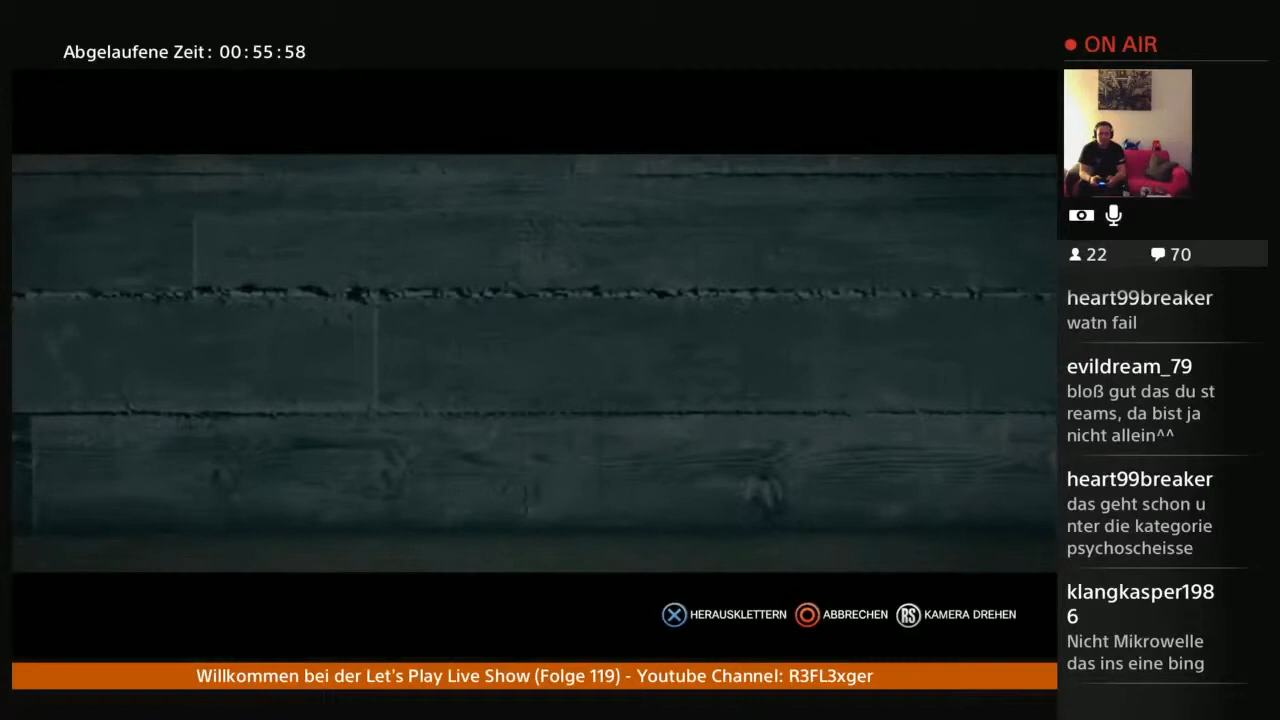 Abgelaufene Zeit: 00:55:58
ON AIR
22 70
heart99breaker
watn fail
evildream_79
bloß gut das du st
reams, da bist ja
nicht allein^^
heart99breaker
das geht schon u
nter die kategorie
psychoscheisse
klangkasper198
6
Nicht Mikrowelle
das ins eine bing
HERAUSKLETTERN ABBRECHEN RS KAMERA DREHEN
Willkommen bei der Let's Play Live Show (Folge 119) - Youtube Channel: R3FL3xger